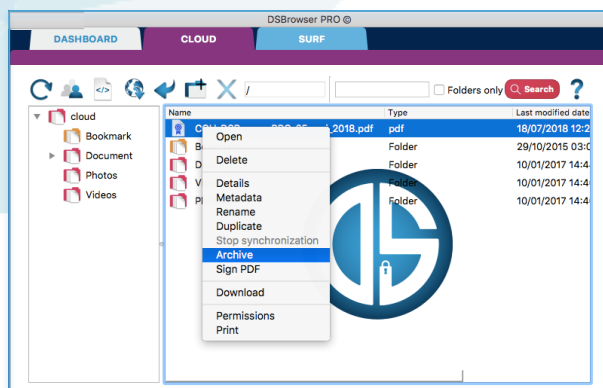 DSBrowser PRO ©
DASHBOARD CLOUD SURF
/ Folders only Search ?
cloud
Bookmark
Document
Photos
Videos
Name Type Last modified date
_2018.pdf pdf 18/07/2018 12:2
B Folder 29/10/2015 03:0
D Folder 10/01/2017 14:4
V Folder 10/01/2017 14:4
P Folder 10/01/2017 14:4
Open
Delete
Details
Metadata
Rename
Duplicate
Stop synchronization
Archive
Sign PDF
Download
Permissions
Print